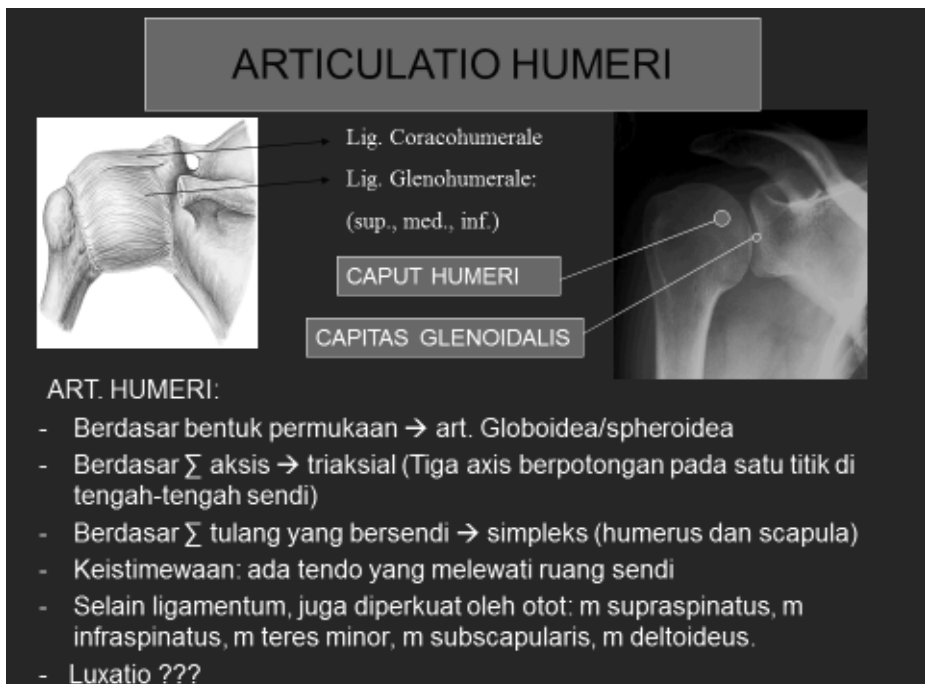 ARTICULATIO HUMERI
Lig. Coracohumerale
Lig. Glenohumerale:
(sup., med., inf.)
CAPUT HUMERI
CAPITAS GLENOIDALIS
ART. HUMERI:
- Berdasar bentuk permukaan → art. Globoidea/spheroidea
- Berdasar ∑ aksis → triaksial (Tiga axis berpotongan pada satu titik di
tengah-tengah sendi)
- Berdasar ∑ tulang yang bersendi → simpleks (humerus dan scapula)
- Keistimewaan: ada tendo yang melewati ruang sendi
- Selain ligamentum, juga diperkuat oleh otot: m supraspinatus, m
infraspinatus, m teres minor, m subscapularis, m deltoideus.
- Luxatio ???